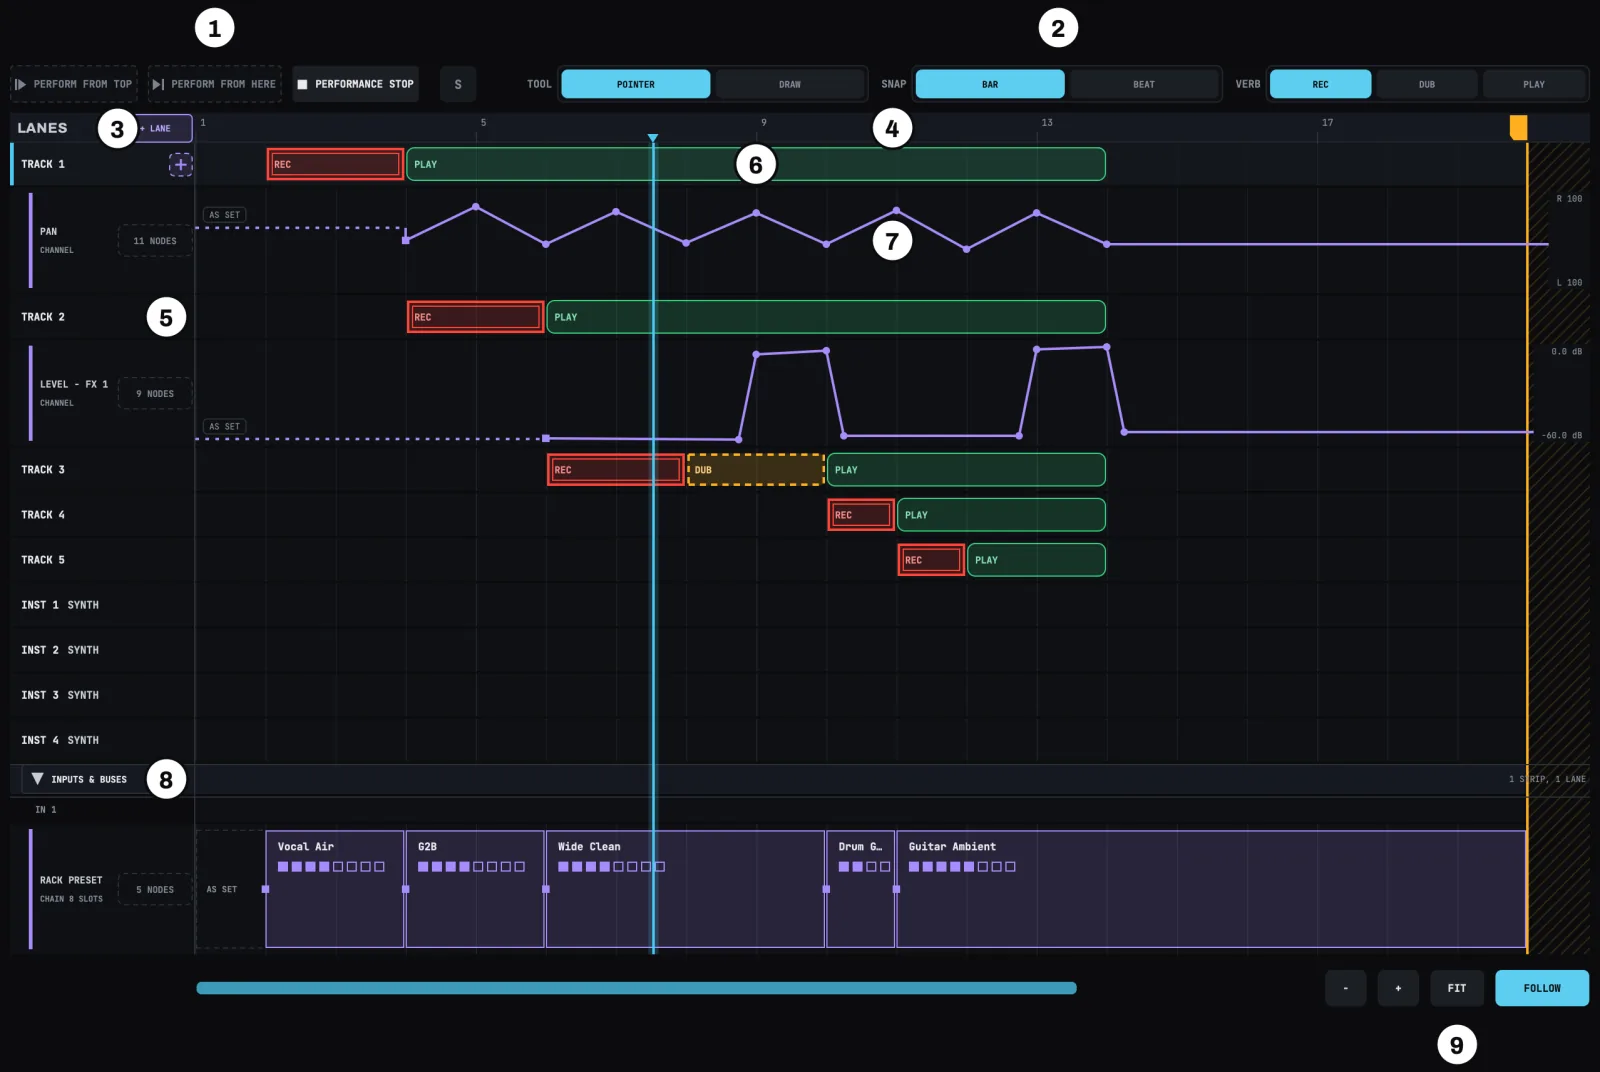 1
2
PERFORM FROM TOP
PERFORM FROM HERE
PERFORMANCE STOP
S
TOOL
POINTER
DRAW
SNAP
BAR
BEAT
VERB
REC
DUB
PLAY
LANES
3
+ LANE
1
5
9
4
13
17
TRACK 1
+
REC
PLAY
6
PAN
CHANNEL
11 NODES
AS SET
7
R 100
L 100
TRACK 2
5
REC
PLAY
LEVEL - FX 1
CHANNEL
9 NODES
AS SET
0.0 dB
-60.0 dB
TRACK 3
REC
DUB
PLAY
TRACK 4
REC
PLAY
TRACK 5
REC
PLAY
INST 1 SYNTH
INST 2 SYNTH
INST 3 SYNTH
INST 4 SYNTH
INPUTS & BUSES
8
1 STRIP, 1 LANE
IN 1
RACK PRESET
CHAIN 8 SLOTS
5 NODES
AS SET
Vocal Air
G2B
Wide Clean
Drum G…
Guitar Ambient
-
+
FIT
FOLLOW
9